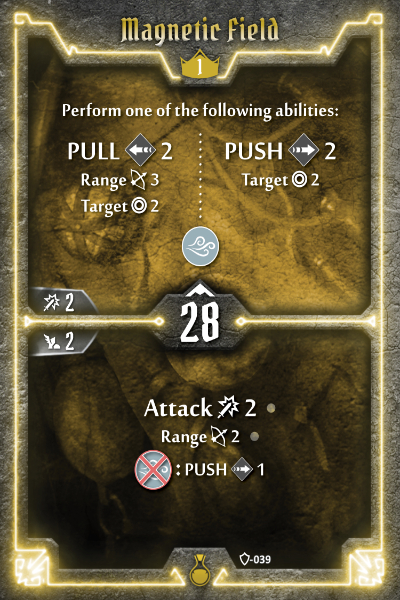 Magnetic Field
1
Perform one of the following abilities:
PULL 2
Range 3
Target 2
PUSH 2
Target 2
2
28
2
Attack 2
Range 2
: PUSH 1
-039